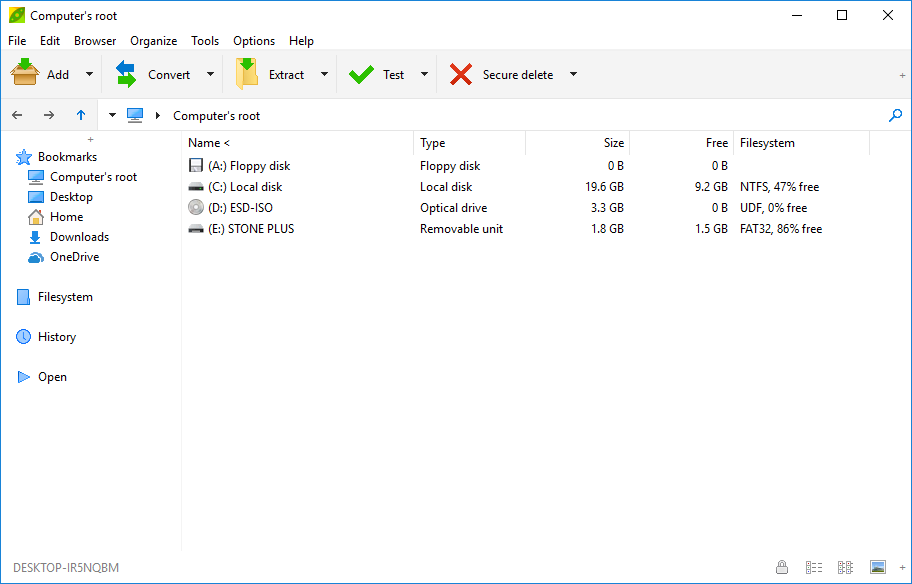 Computer's root
File Edit Browser Organize Tools Options Help
Add Convert Extract Test Secure delete +
Computer's root
+
Name < Type Size Free Filesystem
Bookmarks
Computer's root
Desktop
Home
Downloads
OneDrive
Filesystem
History
Open
(A:) Floppy disk Floppy disk 0 B 0 B
(C:) Local disk Local disk 19.6 GB 9.2 GB NTFS, 47% free
(D:) ESD-ISO Optical drive 3.3 GB 0 B UDF, 0% free
(E:) STONE PLUS Removable unit 1.8 GB 1.5 GB FAT32, 86% free
DESKTOP-IR5NQBM +